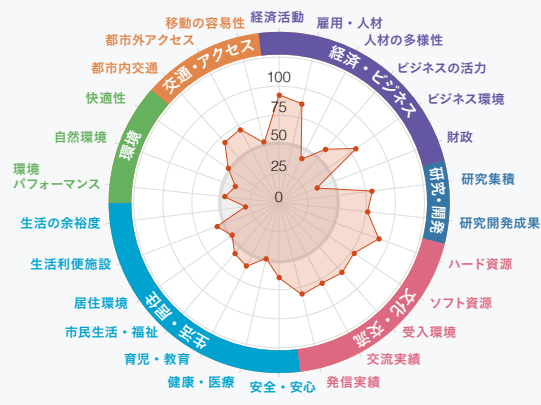 経済活動
雇用・人材
人材の多様性
ビジネスの活力
ビジネス環境
財政
研究集積
研究開発成果
ハード資源
ソフト資源
受入環境
交流実績
発信実績
安全・安心
健康・医療
育児・教育
市民生活・福祉
居住環境
生活利便施設
生活の余裕度
環境
パフォーマンス
自然環境
快適性
都市内交通
都市外アクセス
移動の容易性
経済・ビジネス
研究・開発
文化・交流
生活・居住
環境
交通・アクセス
100
75
50
25
0